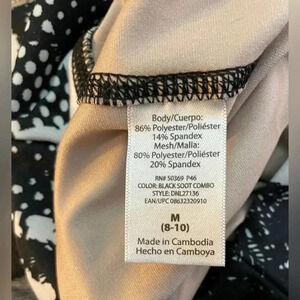 Body/Cuerpo:
86% Polyester/Poliéster
14% Spandex
Mesh/Malla:
80% Polyester/Poliéster
20% Spandex
RN# 50369 P46
COLOR: BLACK SOOT COMBO
STYLE: DNL27136
EAN/UPC 08632320910
M
(8-10)
Made in Cambodia
Hecho en Camboya